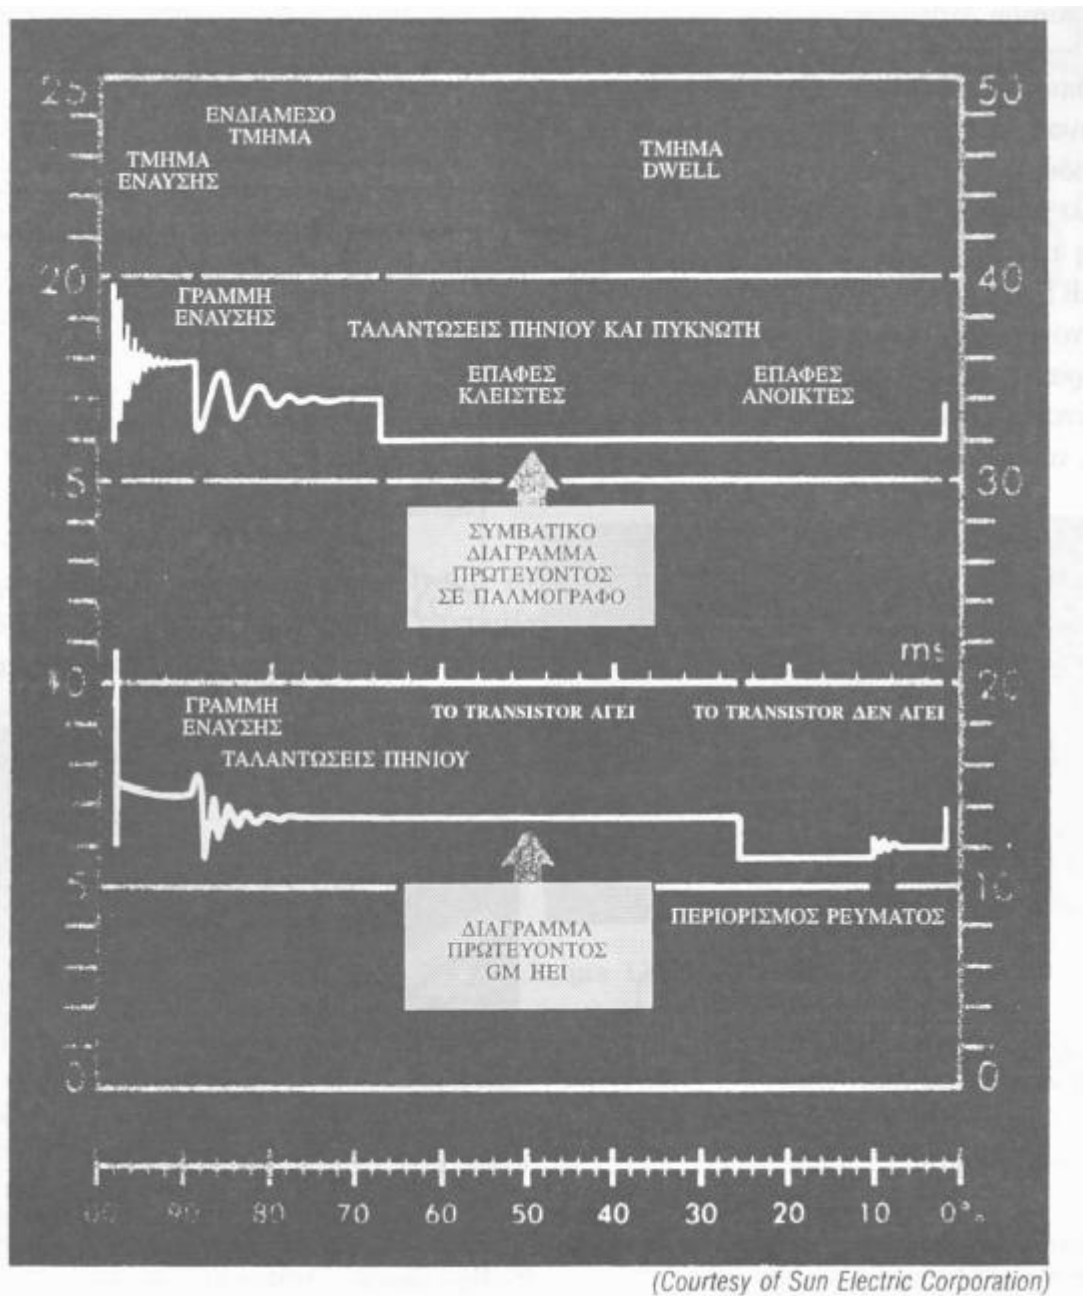 25
50
ΕΝΔΙΑΜΕΣΟ
ΤΜΗΜΑ
ΤΜΗΜΑ
ΕΝΑΥΣΗΣ
ΤΜΗΜΑ
DWELL
20
40
ΓΡΑΜΜΗ
ΕΝΑΥΣΗΣ
ΤΑΛΑΝΤΩΣΕΙΣ ΠΗΝΙΟΥ ΚΑΙ ΠΥΚΝΩΤΗ
ΕΠΑΦΕΣ
ΚΛΕΙΣΤΕΣ
ΕΠΑΦΕΣ
ΑΝΟΙΚΤΕΣ
30
ΣΥΜΒΑΤΙΚΟ
ΔΙΑΓΡΑΜΜΑ
ΠΡΩΤΕΥΟΝΤΟΣ
ΣΕ ΠΑΛΜΟΓΡΑΦΟ
ms
20
ΓΡΑΜΜΗ
ΕΝΑΥΣΗΣ
ΤΟ TRANSISTOR ΑΓΕΙ
ΤΟ TRANSISTOR ΔΕΝ ΑΓΕΙ
ΤΑΛΑΝΤΩΣΕΙΣ ΠΗΝΙΟΥ
10
ΠΕΡΙΟΡΙΣΜΟΣ ΡΕΥΜΑΤΟΣ
ΔΙΑΓΡΑΜΜΑ
ΠΡΩΤΕΥΟΝΤΟΣ
GM HEI
0
0
90 80 70 60 50 40 30 20 10 0%
(Courtesy of Sun Electric Corporation)